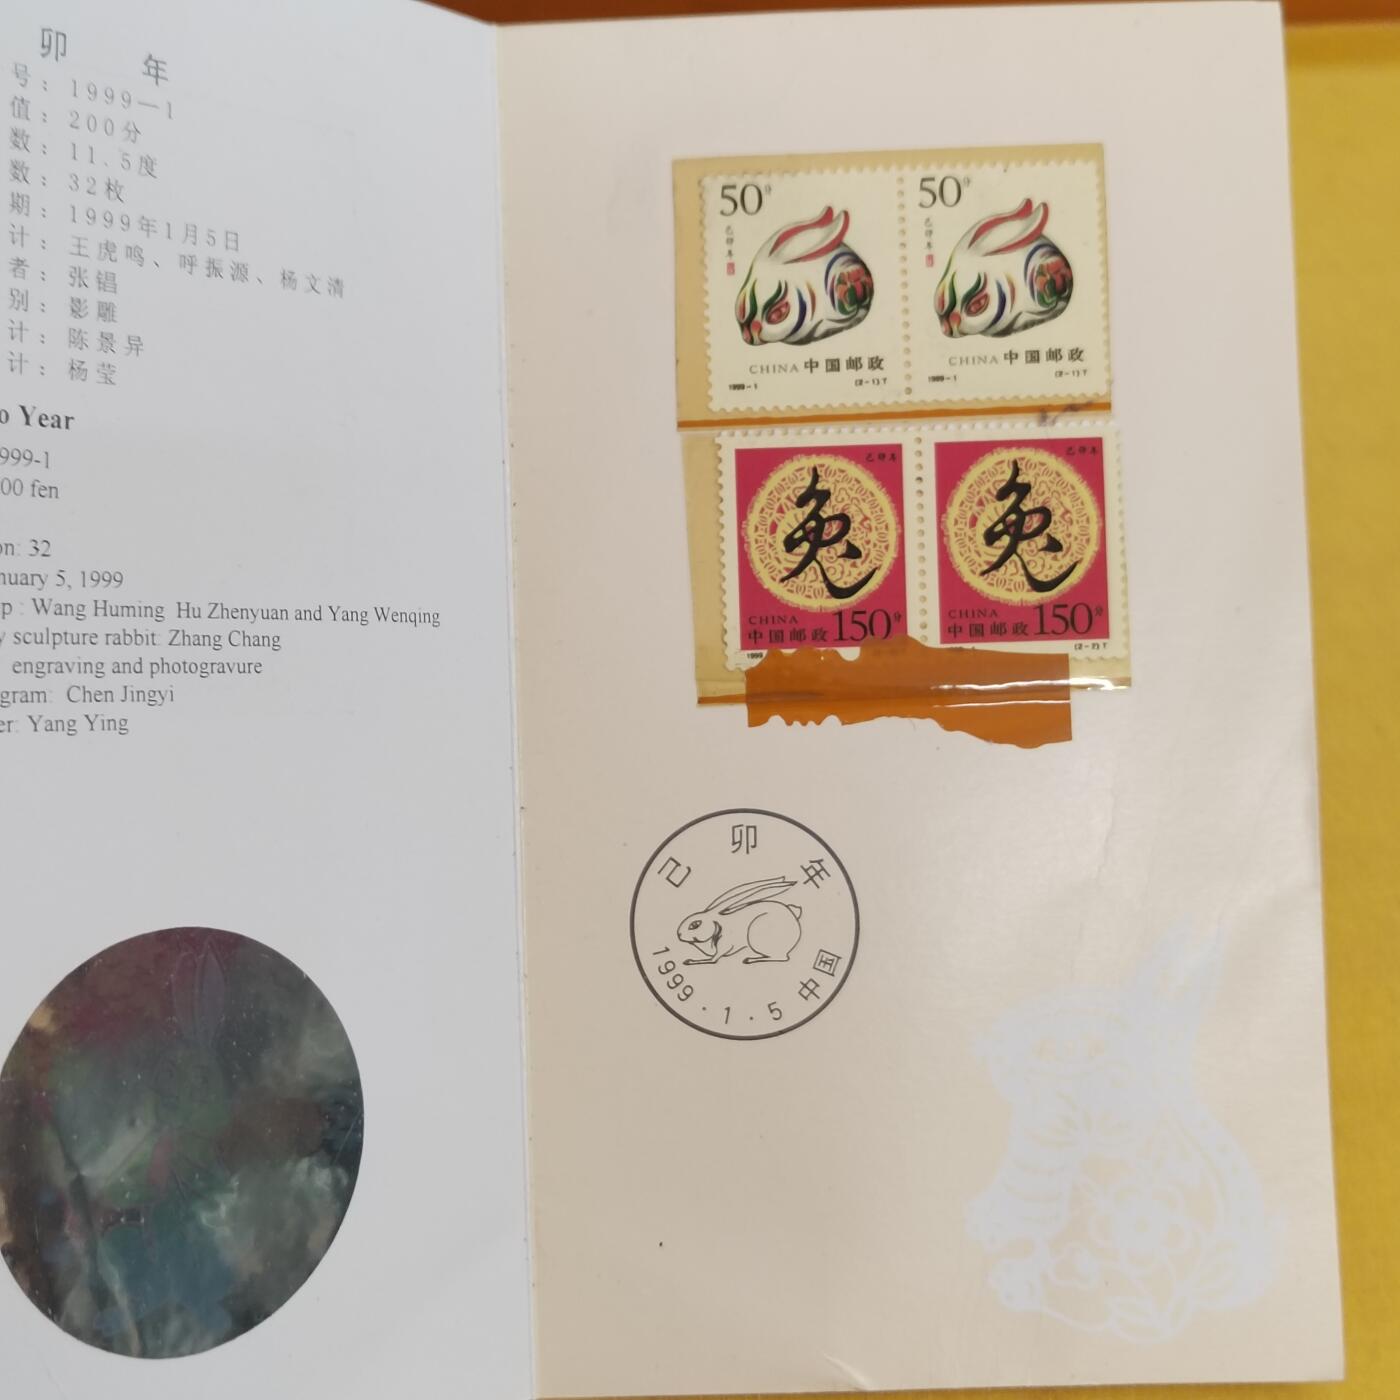 卯 年
号：1999—1
值：200分
数：11.5度
数：32枚
期：1999年1月5日
计：王虎鸣、呼振源、杨文清
者：张锠
别：影雕
计：陈景异
计：杨莹
o Year
999-1
00 fen
on: 32
nuary 5, 1999
p : Wang Huming Hu Zhenyuan and Yang Wenqing
y sculpture rabbit: Zhang Chang
engraving and photogravure
gram: Chen Jingyi
er: Yang Ying
50分
己卯年
CHINA 中国邮政
1999-1 (2-1)T
50分
己卯年
CHINA 中国邮政
1999-1 (2-1)T
己卯年
兔
CHINA
中国邮政 150分
1999
己卯年
兔
CHINA
中国邮政 150分
(2-2)T
己卯年
1999·1·5 中国